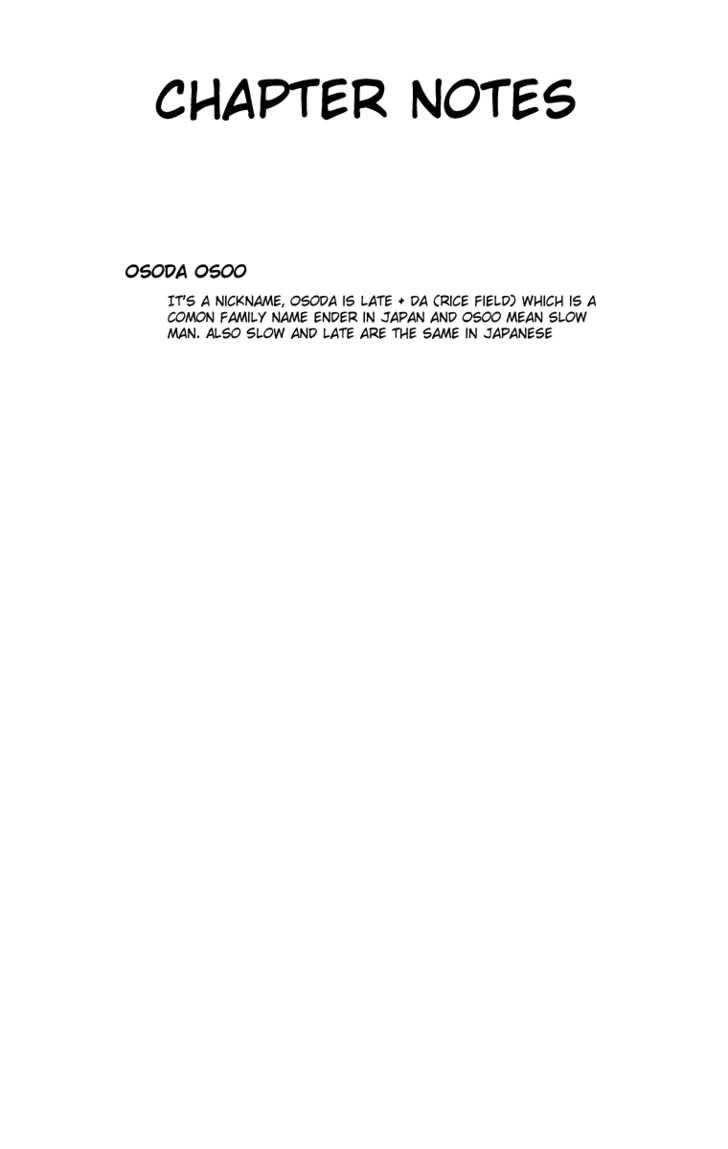 CHAPTER NOTES
OSODA OSOO
IT'S A NICKNAME, OSODA IS LATE + DA (RICE FIELD) WHICH IS A
COMON FAMILY NAME ENDER IN JAPAN AND OSOO MEAN SLOW
MAN. ALSO SLOW AND LATE ARE THE SAME IN JAPANESE